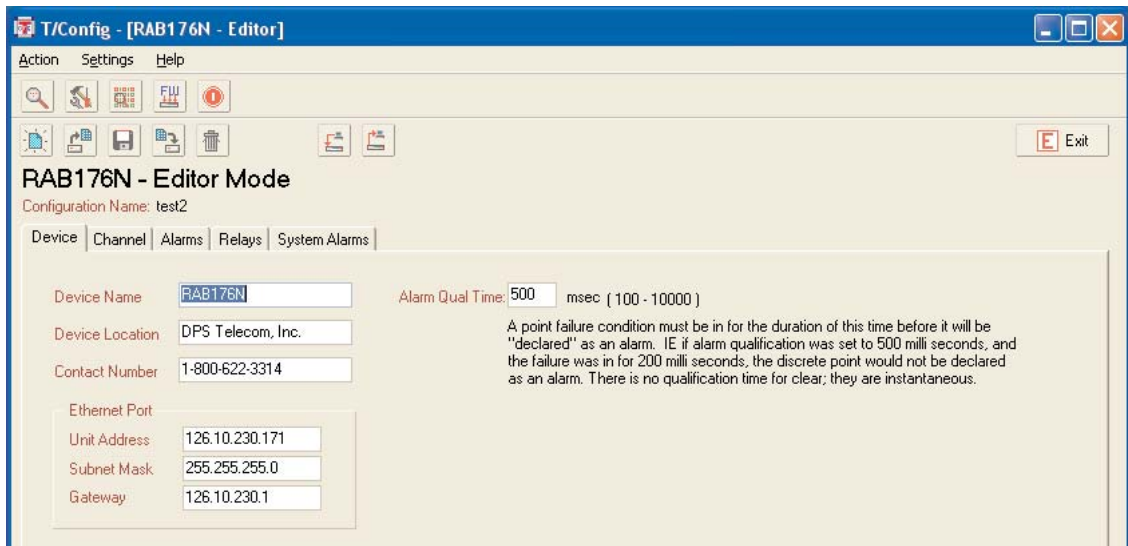 T/Config - [RAB176N - Editor]
Action Settings Help
FW
E Exit
RAB176N - Editor Mode
Configuration Name: test2
Device Channel Alarms Relays System Alarms
Device Name RAB176N
Alarm Qual Time: 500 msec ( 100 - 10000 )
Device Location DPS Telecom, Inc.
Contact Number 1-800-622-3314
A point failure condition must be in for the duration of this time before it will be
"declared" as an alarm. IE if alarm qualification was set to 500 milli seconds, and
the failure was in for 200 milli seconds, the discrete point would not be declared
as an alarm. There is no qualification time for clear; they are instantaneous.
Ethernet Port
Unit Address 126.10.230.171
Subnet Mask 255.255.255.0
Gateway 126.10.230.1